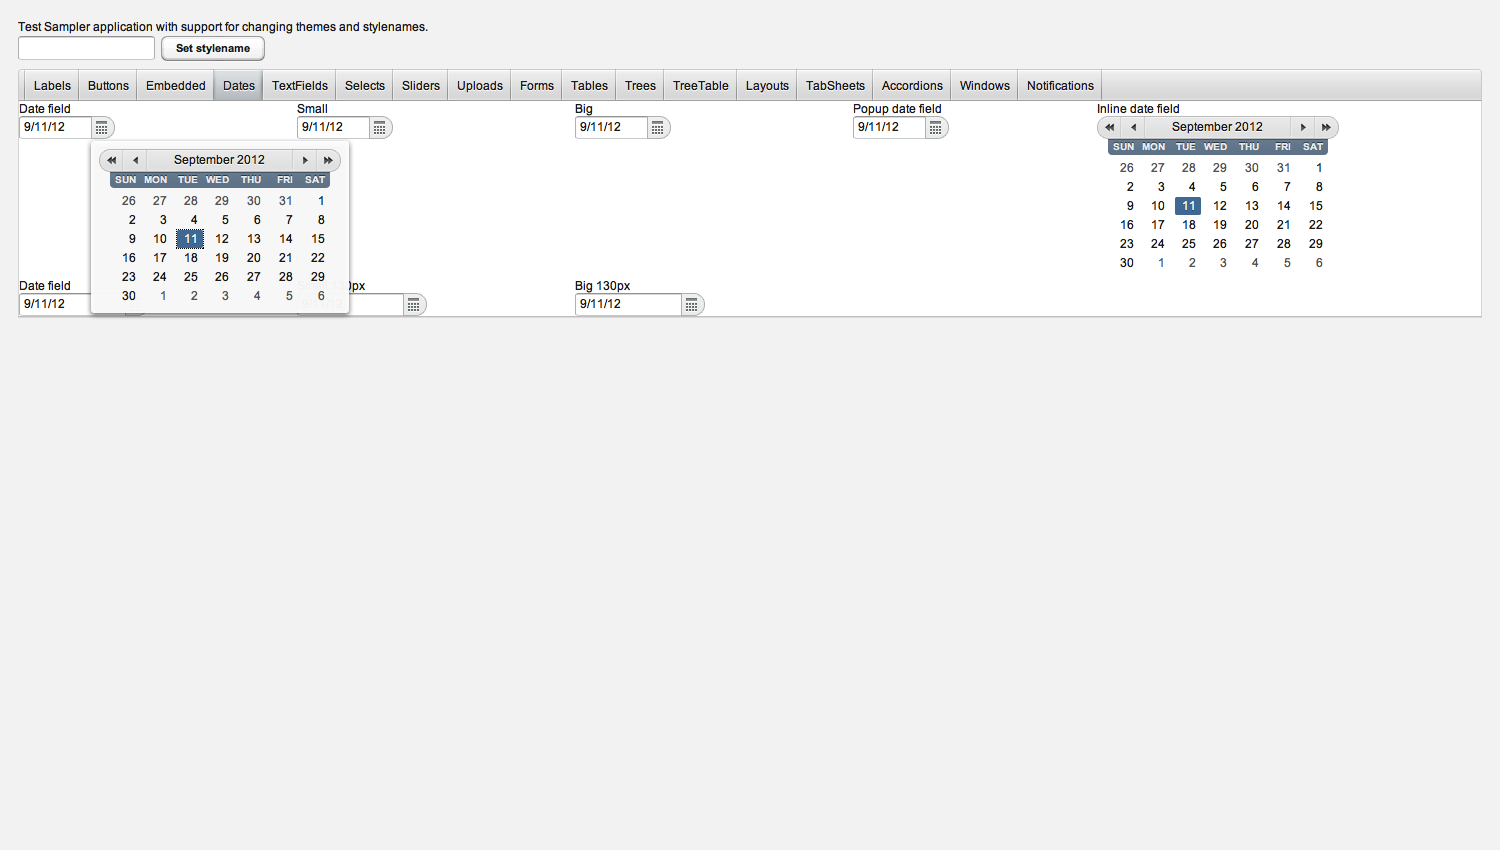 Test Sampler application with support for changing themes and stylenames.
Set stylename
Labels Buttons Embedded Dates TextFields Selects Sliders Uploads Forms Tables Trees TreeTable Layouts TabSheets Accordions Windows Notifications
Date field Small Big Popup date field Inline date field
9/11/12 9/11/12 9/11/12 9/11/12
September 2012
SUN MON TUE WED THU FRI SAT
26 27 28 29 30 31 1
2 3 4 5 6 7 8
9 10 11 12 13 14 15
16 17 18 19 20 21 22
23 24 25 26 27 28 29
30 1 2 3 4 5 6
September 2012
SUN MON TUE WED THU FRI SAT
26 27 28 29 30 31 1
2 3 4 5 6 7 8
9 10 11 12 13 14 15
16 17 18 19 20 21 22
23 24 25 26 27 28 29
30 1 2 3 4 5 6
Date field px Big 130px
9/11/12 9/11/12